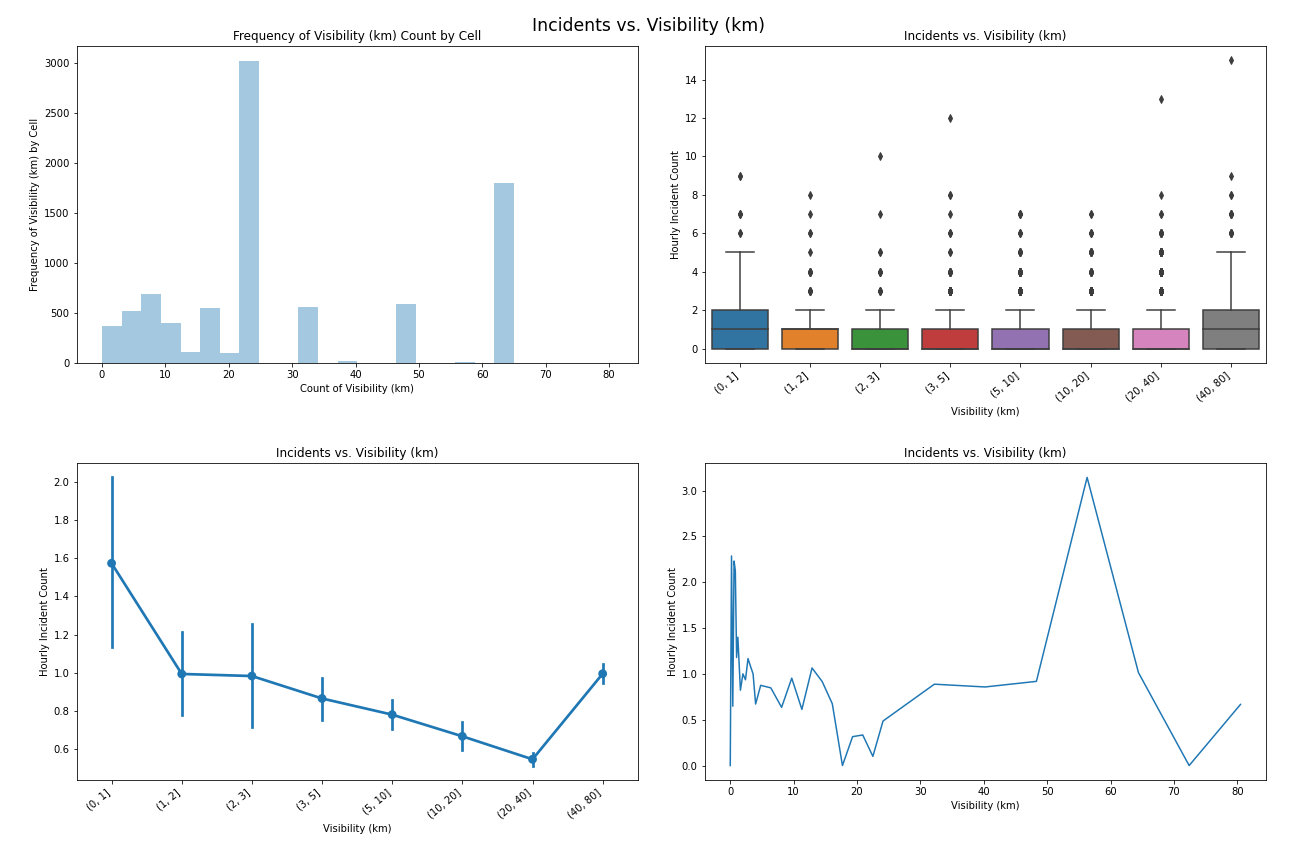 Incidents vs. Visibility (km)
Frequency of Visibility (km) Count by Cell
Frequency of Visibility (km) by Cell
3000
2500
2000
1500
1000
500
0
0 10 20 30 40 50 60 70 80
Count of Visibility (km)
Incidents vs. Visibility (km)
Hourly Incident Count
14
12
10
8
6
4
2
0
(0, 1] (1, 2] (2, 3] (3, 5] (5, 10] (10, 20] (20, 40] (40, 80]
Visibility (km)
Incidents vs. Visibility (km)
Hourly Incident Count
2.0
1.8
1.6
1.4
1.2
1.0
0.8
0.6
(0, 1] (1, 2] (2, 3] (3, 5] (5, 10] (10, 20] (20, 40] (40, 80]
Visibility (km)
Incidents vs. Visibility (km)
Hourly Incident Count
3.0
2.5
2.0
1.5
1.0
0.5
0.0
0 10 20 30 40 50 60 70 80
Visibility (km)